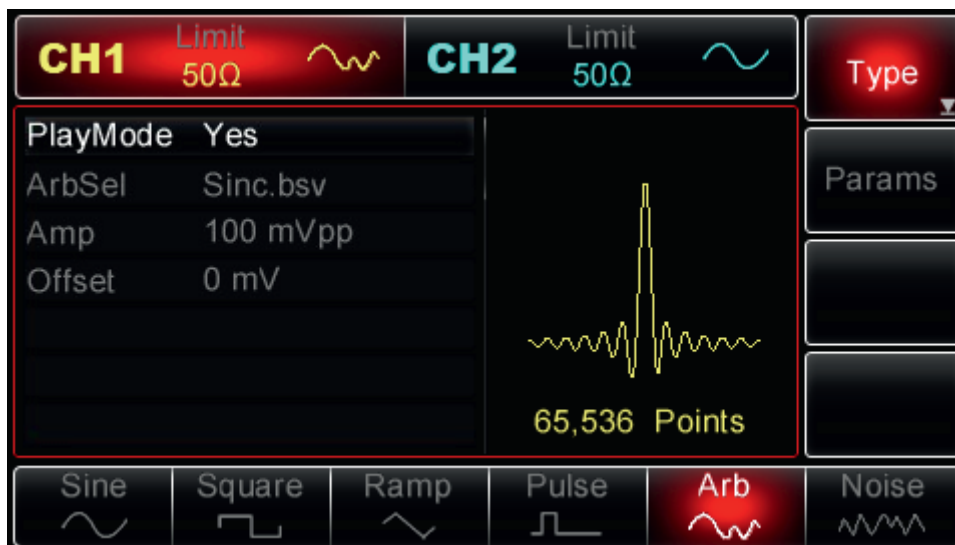 CH1 Limit 50Ω CH2 Limit 50Ω Type
PlayMode Yes
ArbSel Sinc.bsv
Params
Amp 100 mVpp
Offset 0 mV
65,536 Points
Sine Square Ramp Pulse Arb Noise